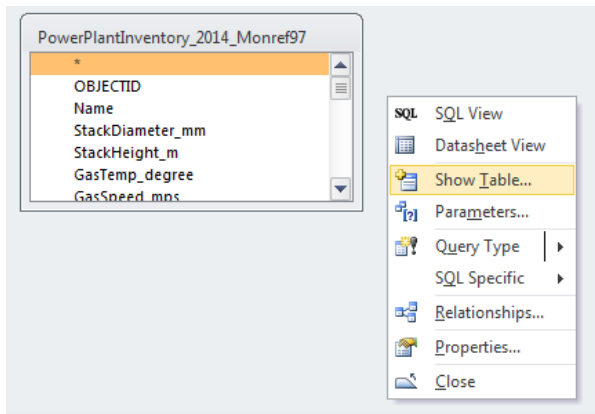 PowerPlantInventory_2014_Monref97
*
OBJECTID
Name
StackDiameter_mm
StackHeight_m
GasTemp_degree
GasSpeed_mps
SQL SQL View
Datasheet View
Show Table...
[?] Parameters...
Query Type
SQL Specific
Relationships...
Properties...
Close